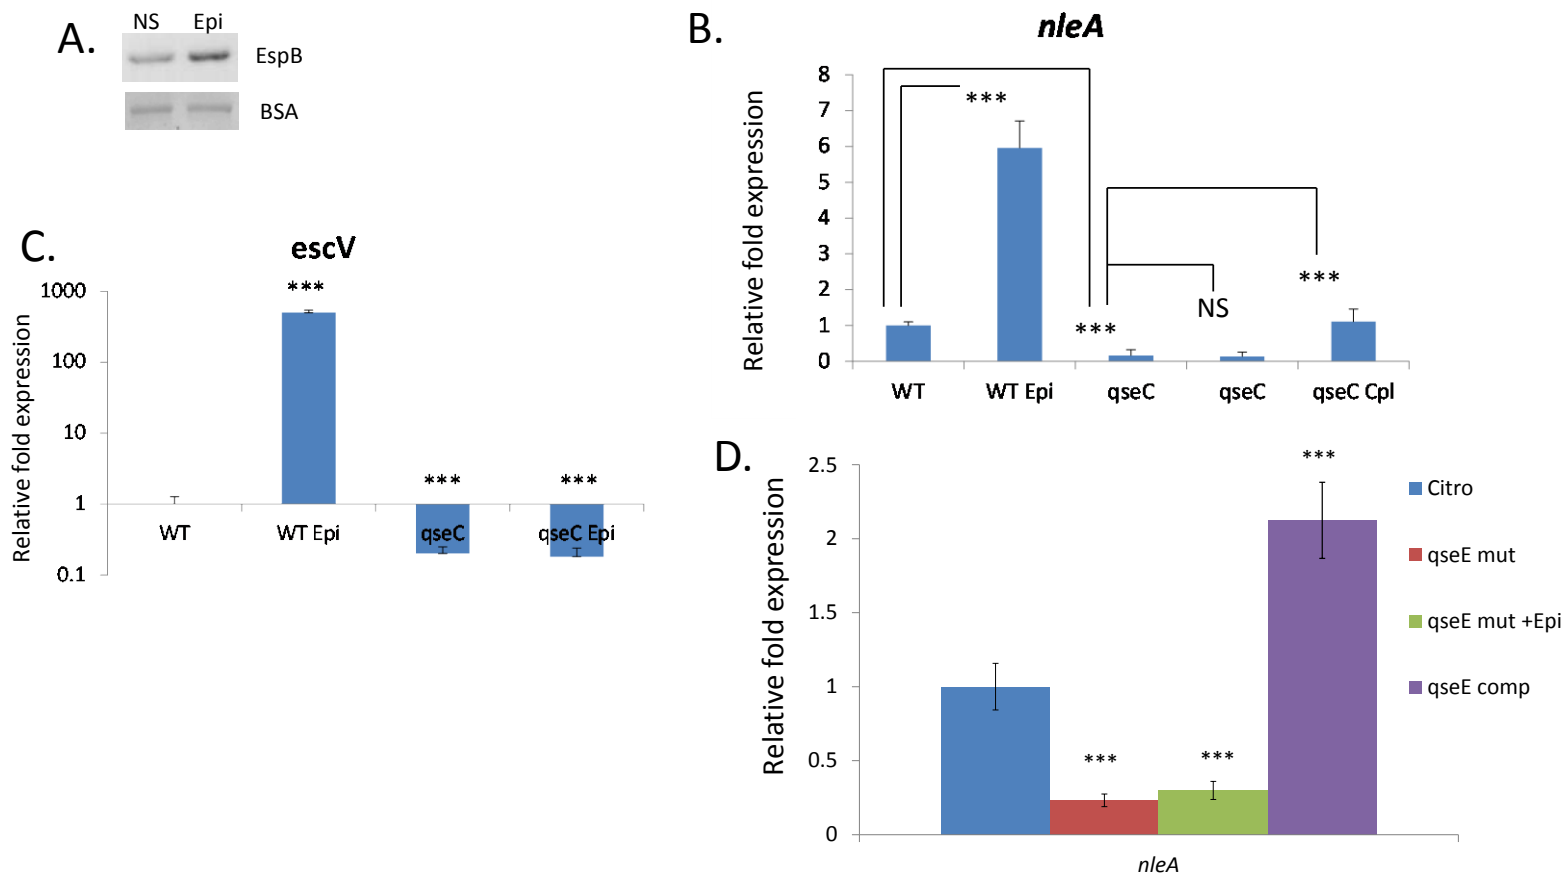 A.
NS Epi
EspB
BSA
B.
nleA
Relative fold expression
8
7
6
5
4
3
2
1
0
***
***
NS
***
WT WT Epi qseC qseC qseC Cpl
C.
escV
Relative fold expression
1000
100
10
1
0.1
***
***
***
WT WT Epi qseC qseC Epi
D.
Relative fold expression
2.5
2
1.5
1
0.5
0
***
***
***
nleA
Citro
qseE mut
qseE mut +Epi
qseE comp